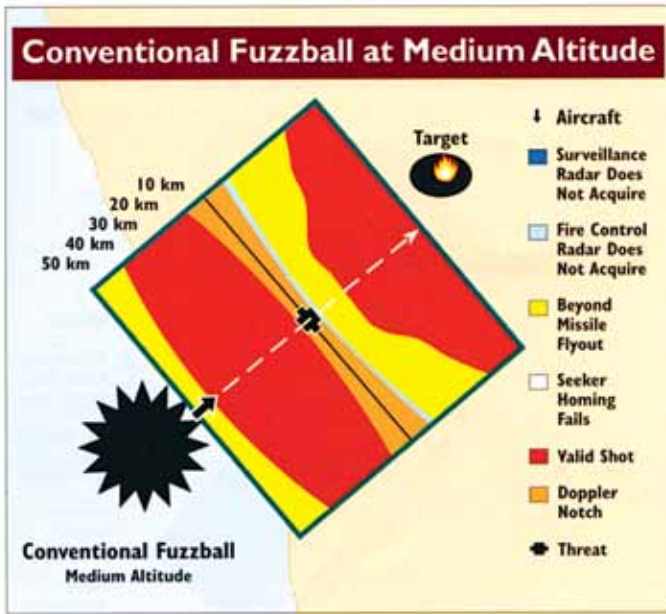 Conventional Fuzzball at Medium Altitude
Target
10 km
20 km
30 km
40 km
50 km
Aircraft
Surveillance
Radar Does
Not Acquire
Fire Control
Radar Does
Not Acquire
Beyond
Missile
Flyout
Seeker
Homing
Fails
Valid Shot
Doppler
Notch
Threat
Conventional Fuzzball
Medium Altitude